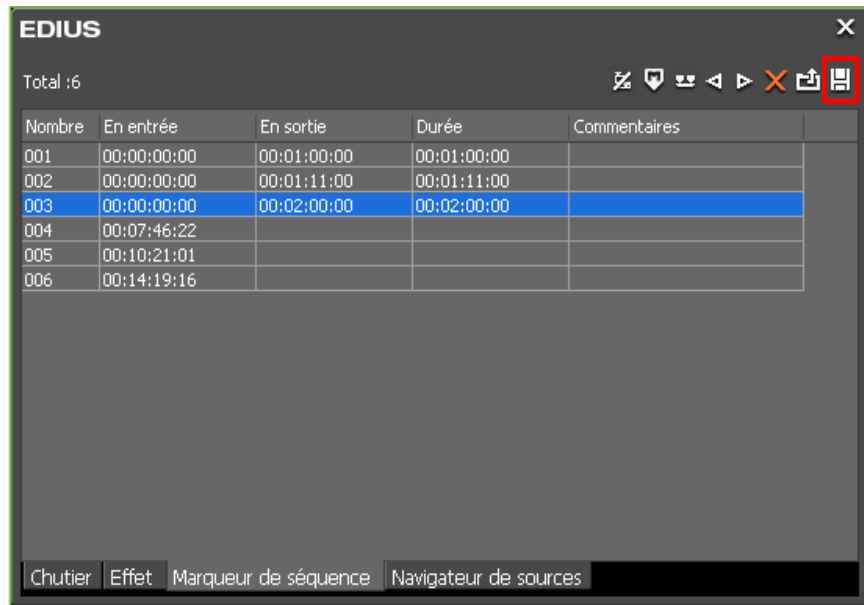 EDIUS
Total :6
Nombre En entrée En sortie Durée Commentaires
001 00:00:00:00 00:01:00:00 00:01:00:00
002 00:00:00:00 00:01:11:00 00:01:11:00
003 00:00:00:00 00:02:00:00 00:02:00:00
004 00:07:46:22
005 00:10:21:01
006 00:14:19:16
Chutier Effet Marqueur de séquence Navigateur de sources